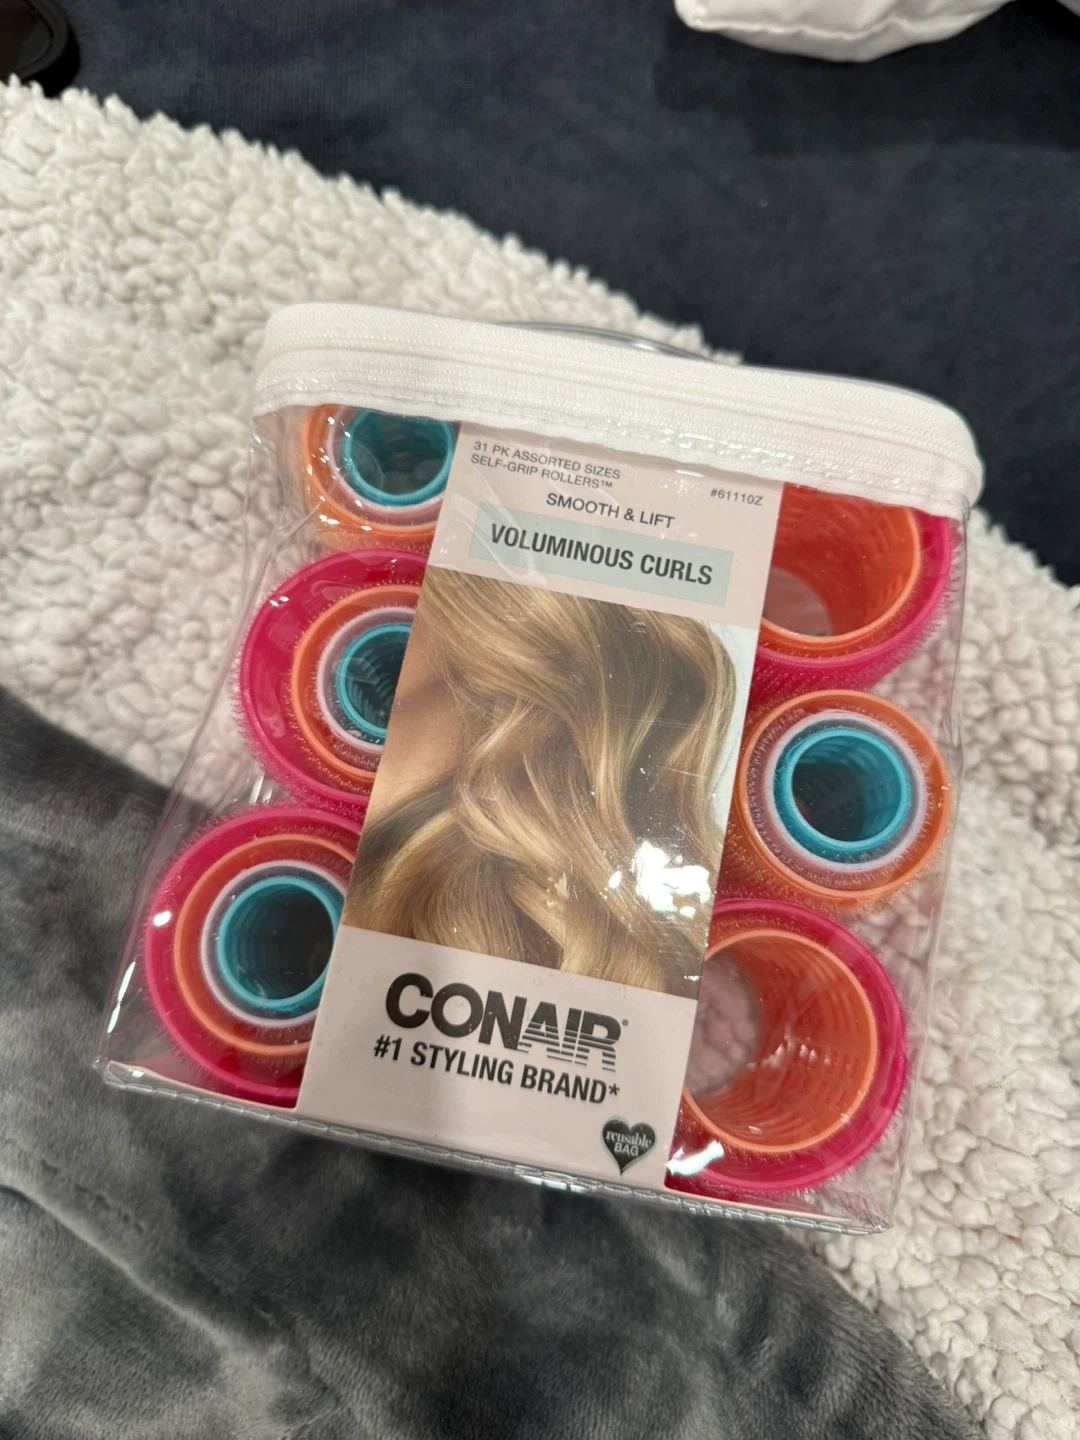 31 PK ASSORTED SIZES
SELF-GRIP ROLLERS™
#61110Z
SMOOTH & LIFT
VOLUMINOUS CURLS
CONAIR®
#1 STYLING BRAND*
reusable
BAG